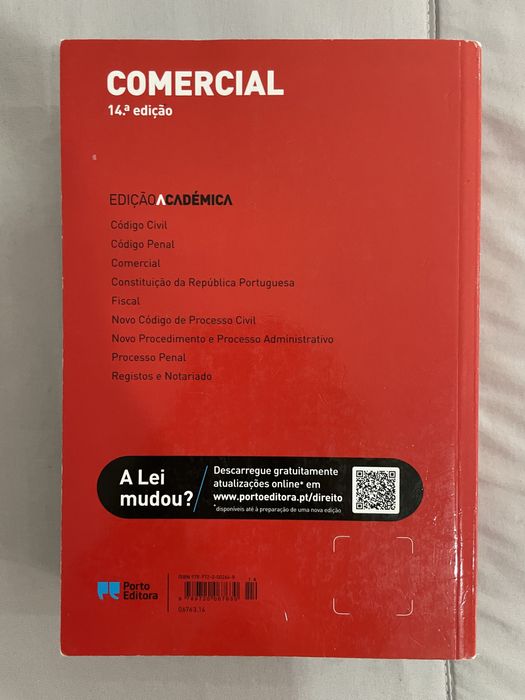 COMERCIAL
14.ª edição
EDIÇÃOACADÉMICA
Código Civil
Código Penal
Comercial
Constituição da República Portuguesa
Fiscal
Novo Código de Processo Civil
Novo Procedimento e Processo Administrativo
Processo Penal
Registos e Notariado
A Lei
mudou?
Descarregue gratuitamente
atualizações online* em
www.portoeditora.pt/direito
*disponíveis até à preparação de uma nova edição
Porto
Editora
06763.14